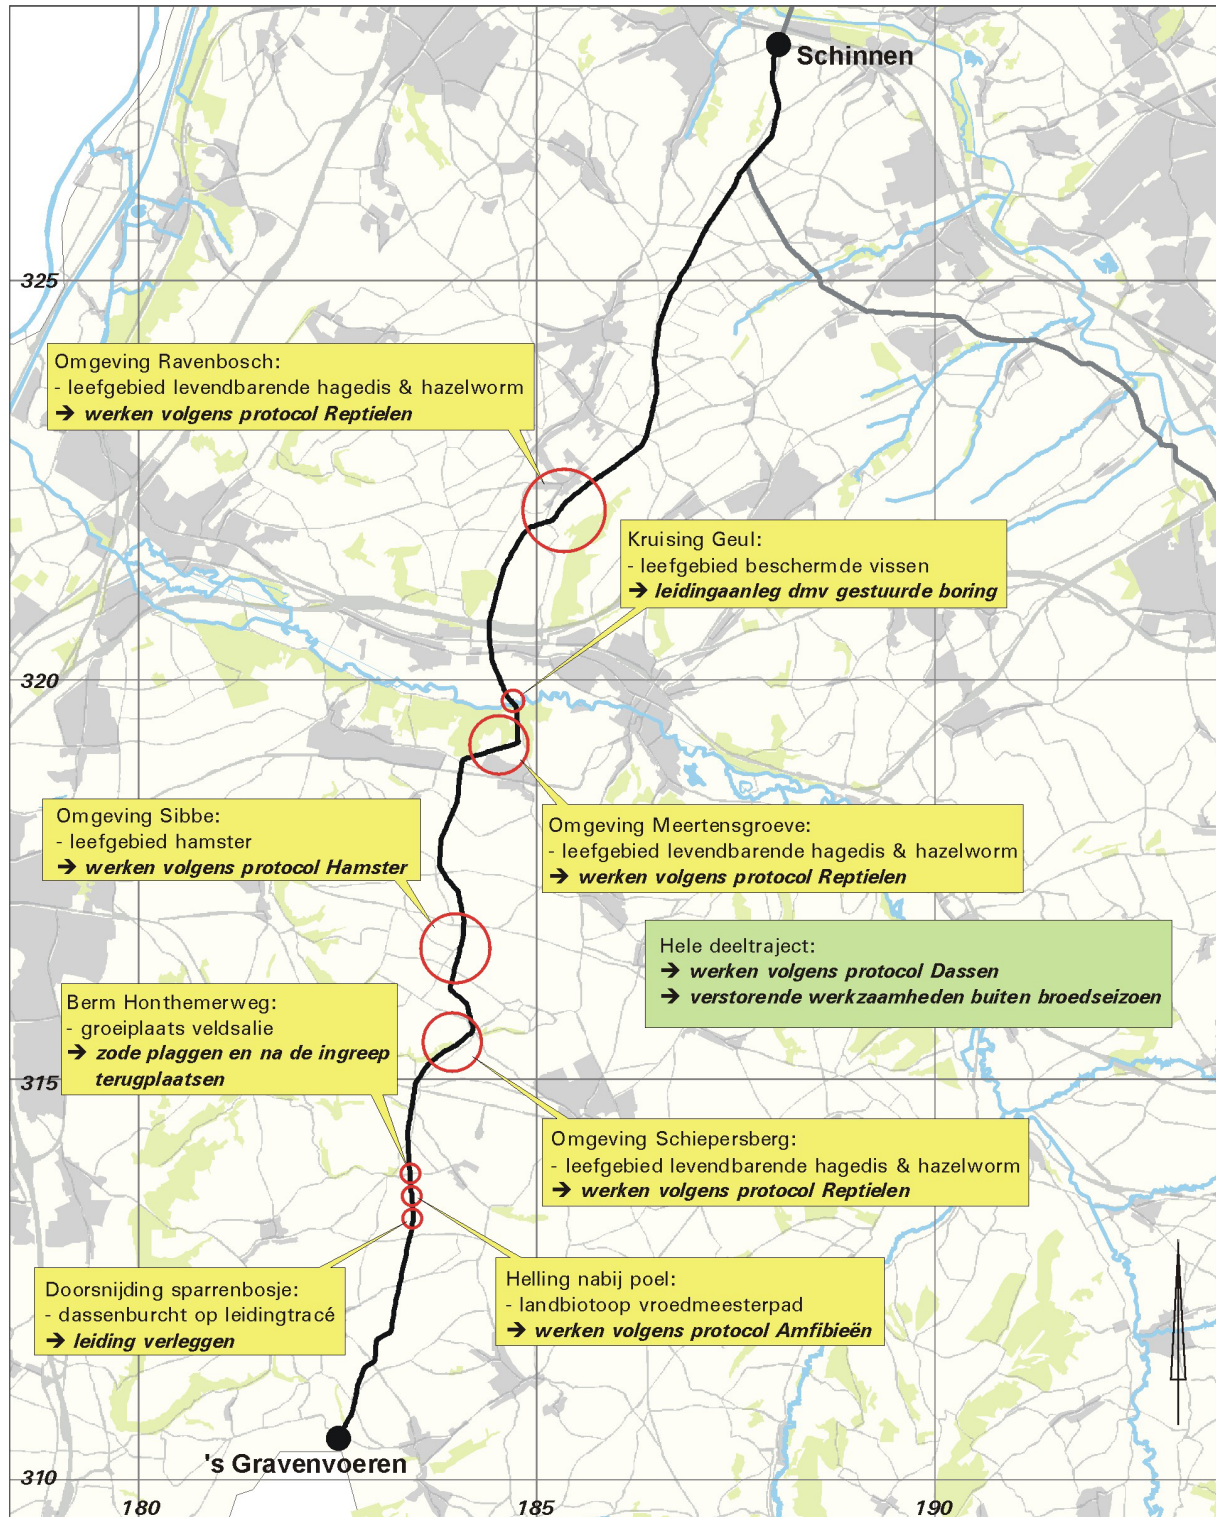 Schinnen
325
Omgeving Ravenbosch:
- leefgebied levendbarende hagedis & hazelworm
➔ werken volgens protocol Reptielen
Kruising Geul:
- leefgebied beschermde vissen
➔ leidingaanleg dmv gestuurde boring
320
Omgeving Sibbe:
- leefgebied hamster
➔ werken volgens protocol Hamster
Omgeving Meertensgroeve:
- leefgebied levendbarende hagedis & hazelworm
➔ werken volgens protocol Reptielen
Hele deeltraject:
➔ werken volgens protocol Dassen
➔ verstorende werkzaamheden buiten broedseizoen
Berm Honthemerweg:
- groeiplaats veldsalie
➔ zode plaggen en na de ingreep
terugplaatsen
315
Omgeving Schiepersberg:
- leefgebied levendbarende hagedis & hazelworm
➔ werken volgens protocol Reptielen
Doorsnijding sparrenbosje:
- dassenburcht op leidingtracé
➔ leiding verleggen
Helling nabij poel:
- landbiotoop vroedmeesterpad
➔ werken volgens protocol Amfibieën
's Gravenvoeren
310
180
185
190